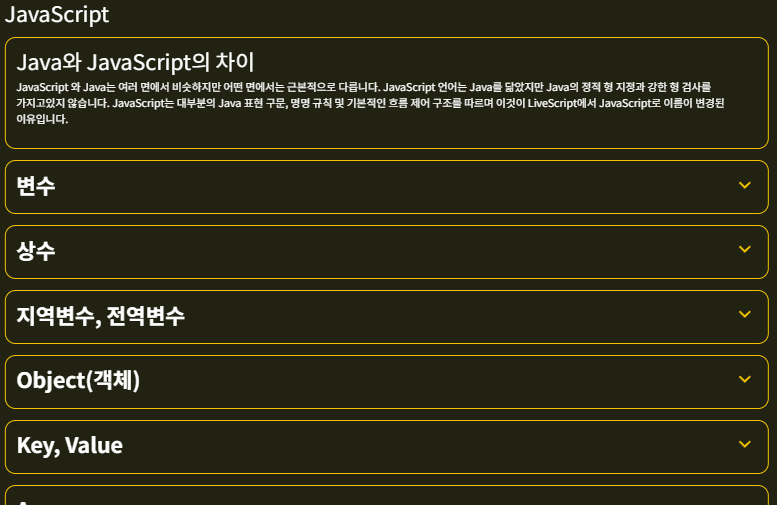 JavaScript
Java와 JavaScript의 차이
JavaScript 와 Java는 여러 면에서 비슷하지만 어떤 면에서는 근본적으로 다릅니다. JavaScript 언어는 Java를 닮았지만 Java의 정적 형 지정과 강한 형 검사를
가지고있지 않습니다. JavaScript는 대부분의 Java 표현 구문, 명명 규칙 및 기본적인 흐름 제어 구조를 따르며 이것이 LiveScript에서 JavaScript로 이름이 변경된
이유입니다.
변수
상수
지역변수, 전역변수
Object(객체)
Key, Value